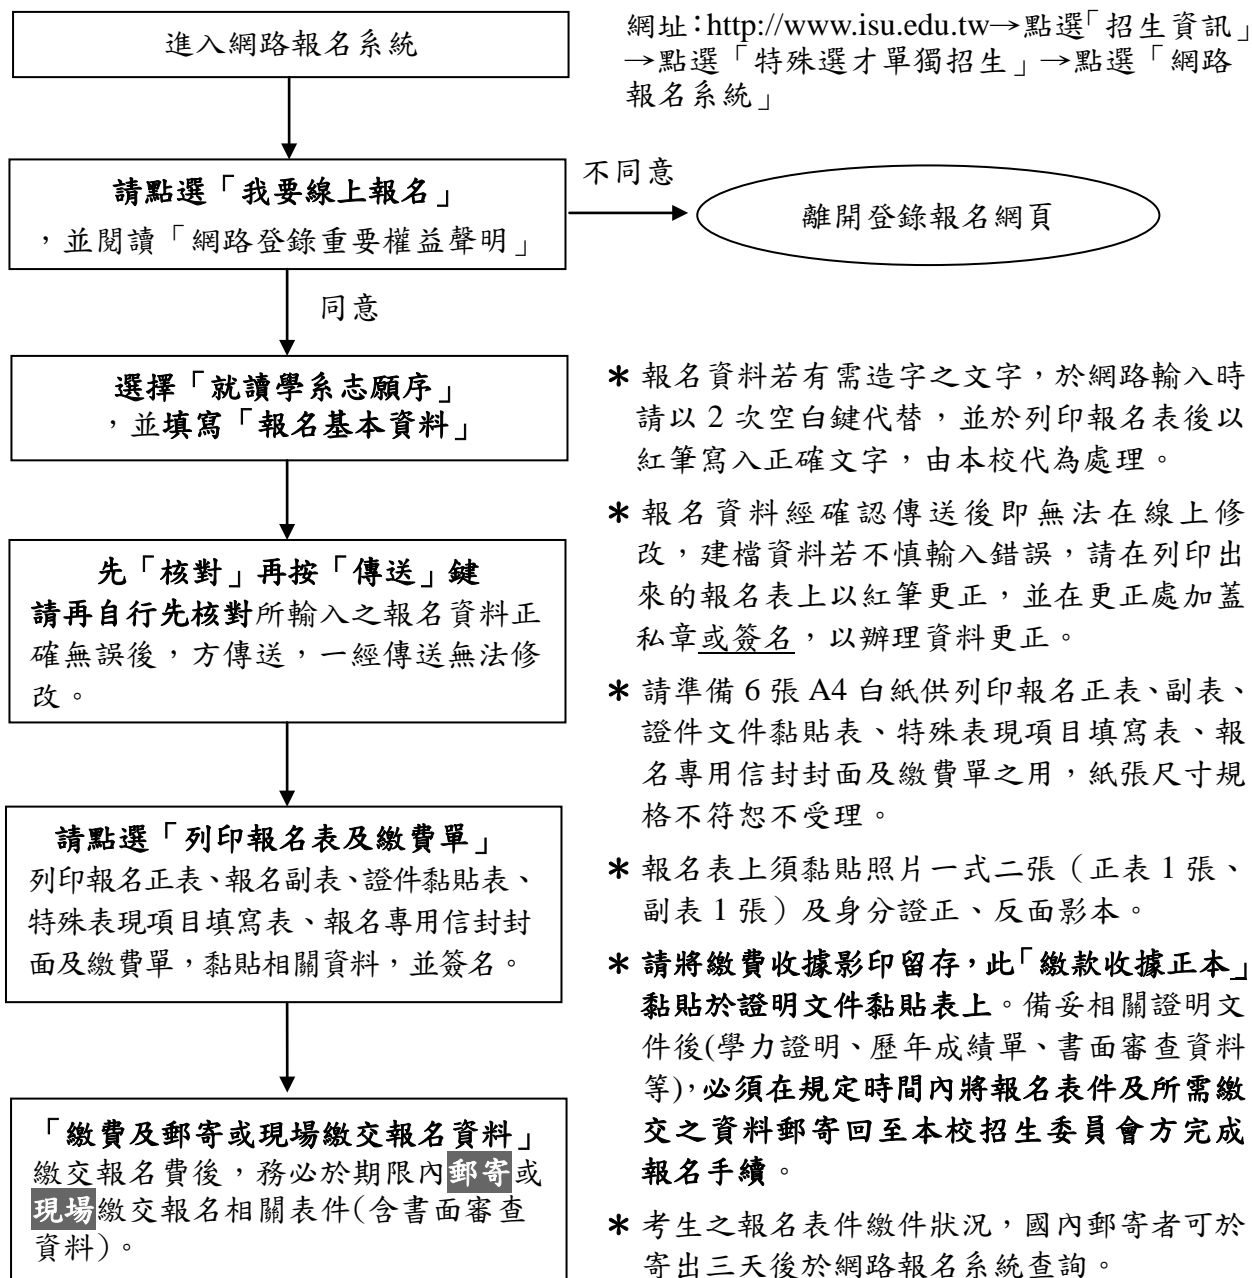 進入網路報名系統
網址：http://www.isu.edu.tw→點選「招生資訊」
→點選「特殊選才單獨招生」→點選「網路
報名系統」
請點選「我要線上報名」
，並閱讀「網路登錄重要權益聲明」
不同意
離開登錄報名網頁
同意
選擇「就讀學系志願序」
，並填寫「報名基本資料」
先「核對」再按「傳送」鍵
請再自行先核對所輸入之報名資料正
確無誤後，方傳送，一經傳送無法修
改。
請點選「列印報名表及繳費單」
列印報名正表、報名副表、證件黏貼表、
特殊表現項目填寫表、報名專用信封封
面及繳費單，黏貼相關資料，並簽名。
「繳費及郵寄或現場繳交報名資料」
繳交報名費後，務必於期限內郵寄或
現場繳交報名相關表件(含書面審查
資料)。
＊報名資料若有需造字之文字，於網路輸入時
請以 2 次空白鍵代替，並於列印報名表後以
紅筆寫入正確文字，由本校代為處理。
＊報名資料經確認傳送後即無法在線上修
改，建檔資料若不慎輸入錯誤，請在列印出
來的報名表上以紅筆更正，並在更正處加蓋
私章或簽名，以辦理資料更正。
＊請準備 6 張 A4 白紙供列印報名正表、副表、
證件文件黏貼表、特殊表現項目填寫表、報
名專用信封封面及繳費單之用，紙張尺寸規
格不符恕不受理。
＊報名表上須黏貼照片一式二張（正表 1 張、
副表 1 張）及身分證正、反面影本。
＊請將繳費收據影印留存，此「繳款收據正本」
黏貼於證明文件黏貼表上。備妥相關證明文
件後(學力證明、歷年成績單、書面審查資料
等)，必須在規定時間內將報名表件及所需繳
交之資料郵寄回至本校招生委員會方完成
報名手續。
＊考生之報名表件繳件狀況，國內郵寄者可於
寄出三天後於網路報名系統查詢。